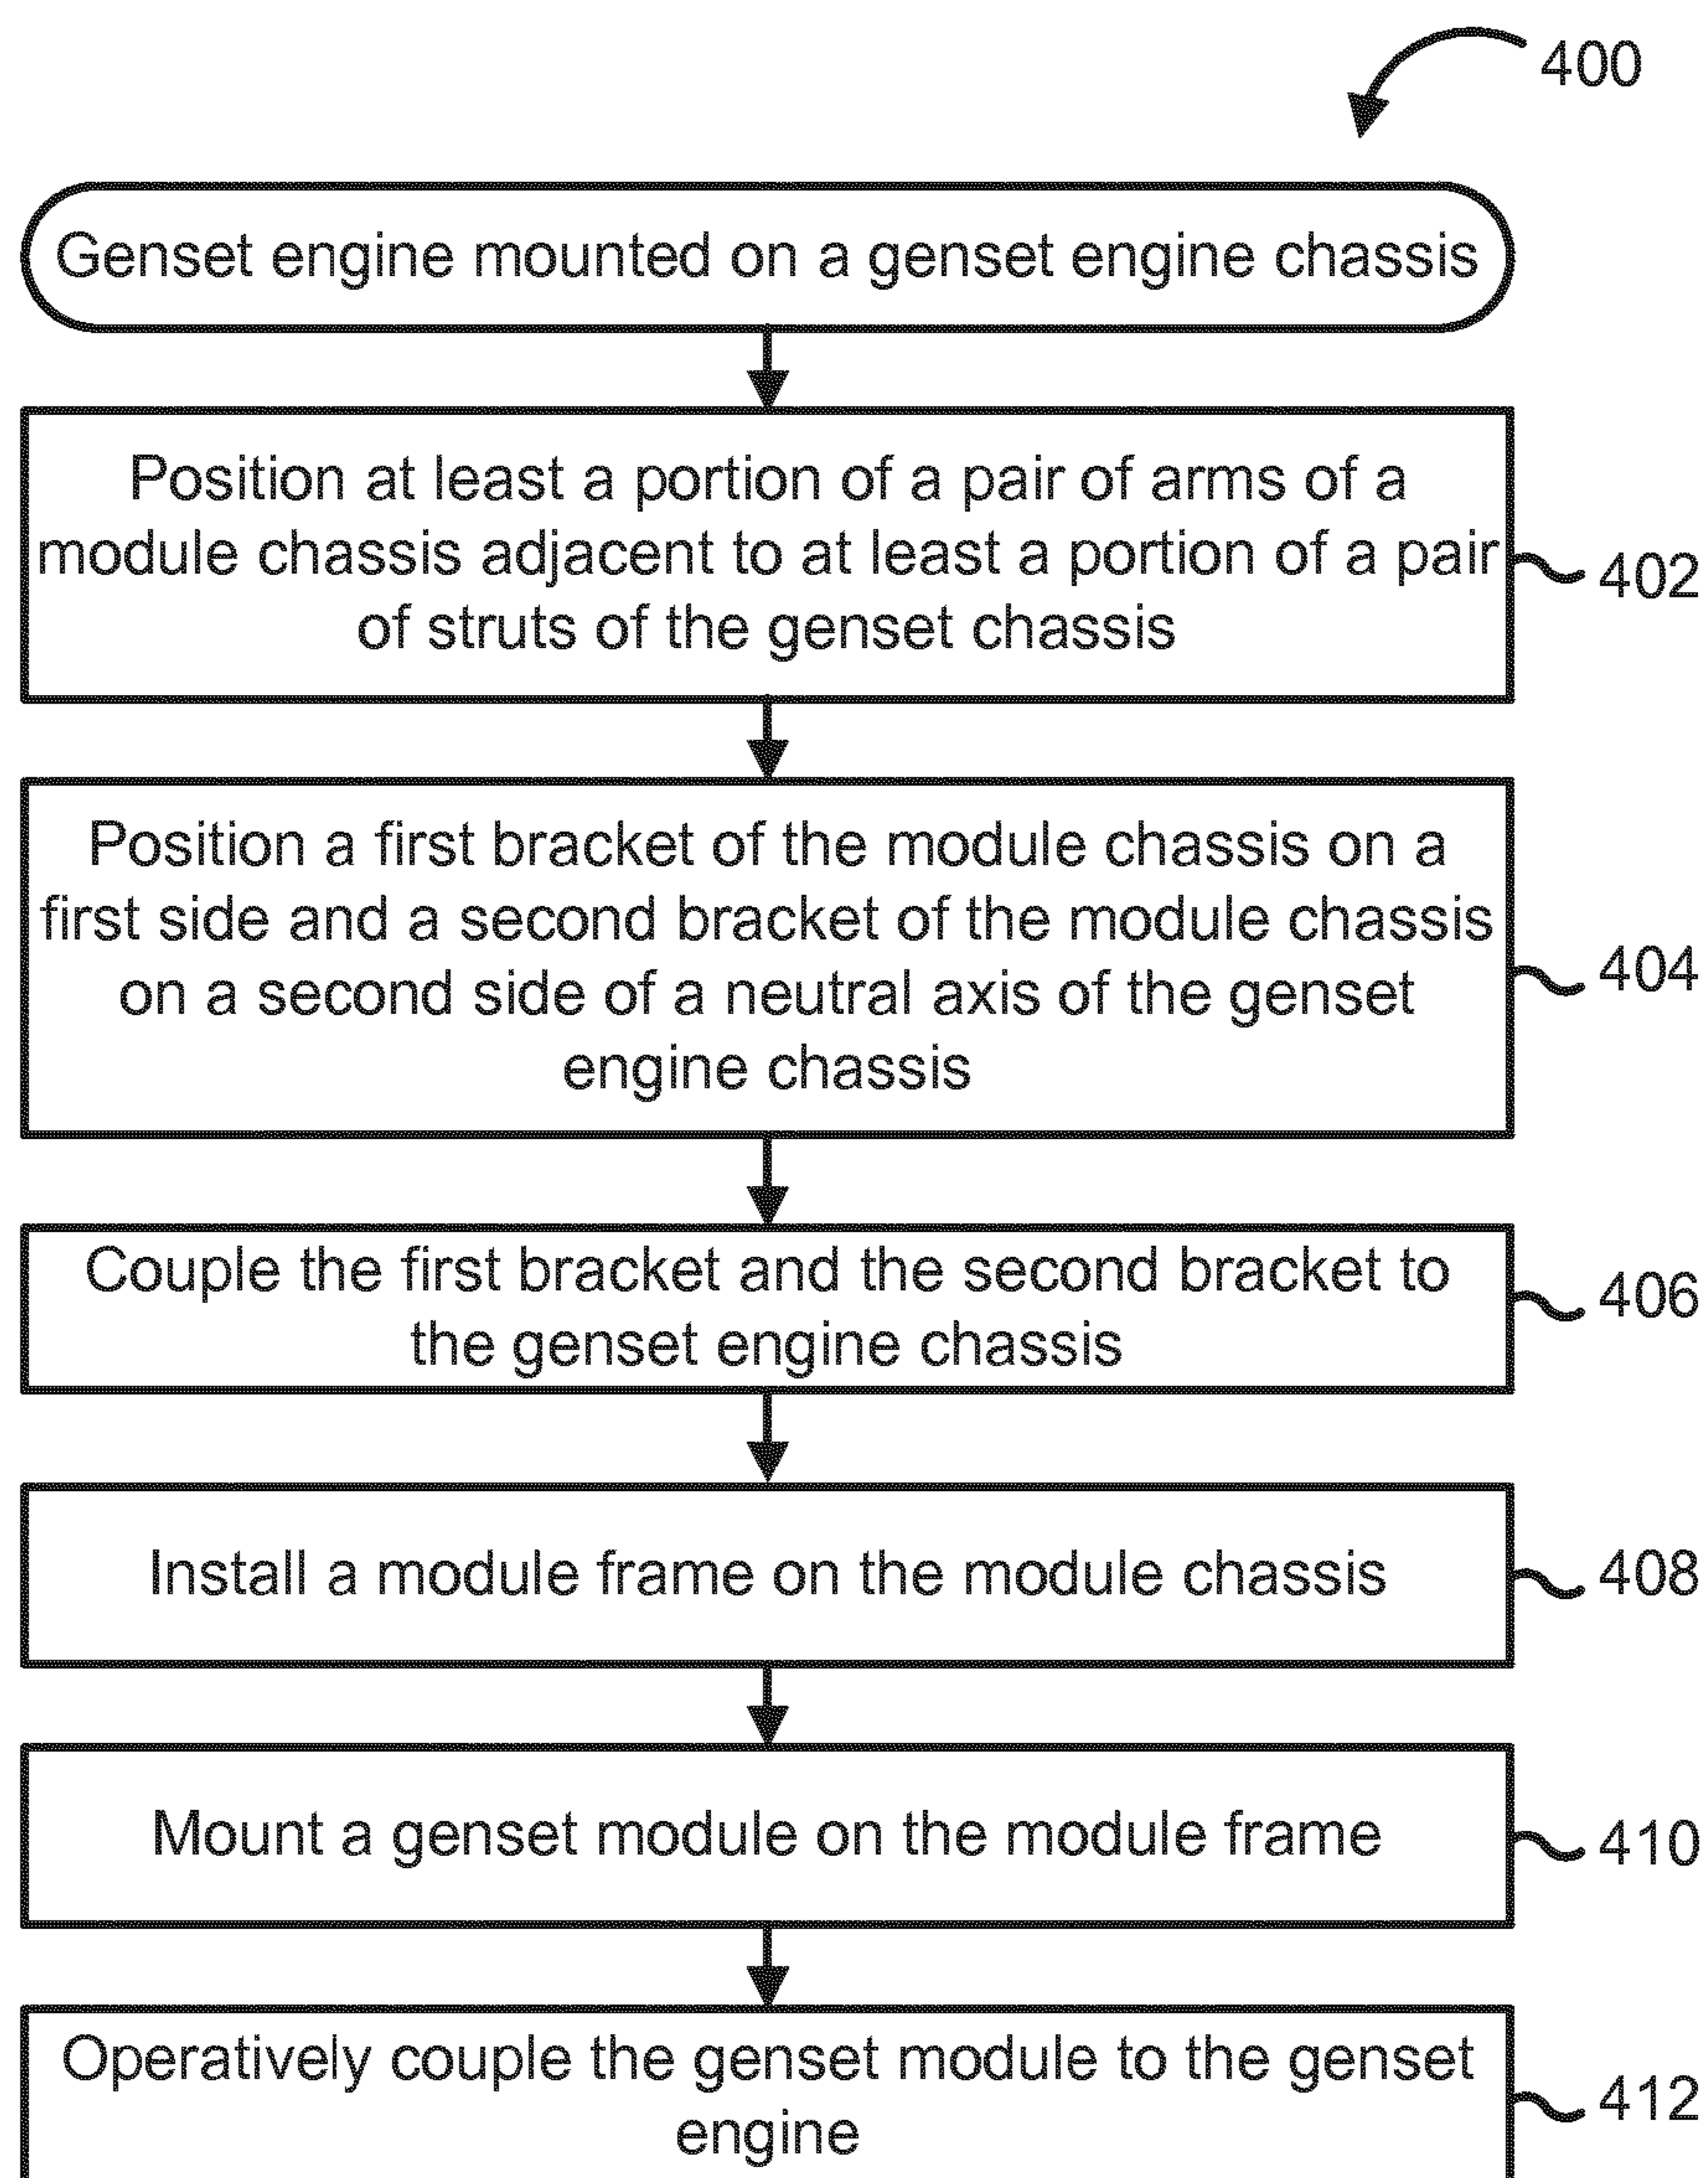 400
Genset engine mounted on a genset engine chassis
Position at least a portion of a pair of arms of a
module chassis adjacent to at least a portion of a pair
of struts of the genset chassis
402
Position a first bracket of the module chassis on a
first side and a second bracket of the module chassis
on a second side of a neutral axis of the genset
engine chassis
404
Couple the first bracket and the second bracket to
the genset engine chassis
406
Install a module frame on the module chassis
408
Mount a genset module on the module frame
410
Operatively couple the genset module to the genset
engine
412